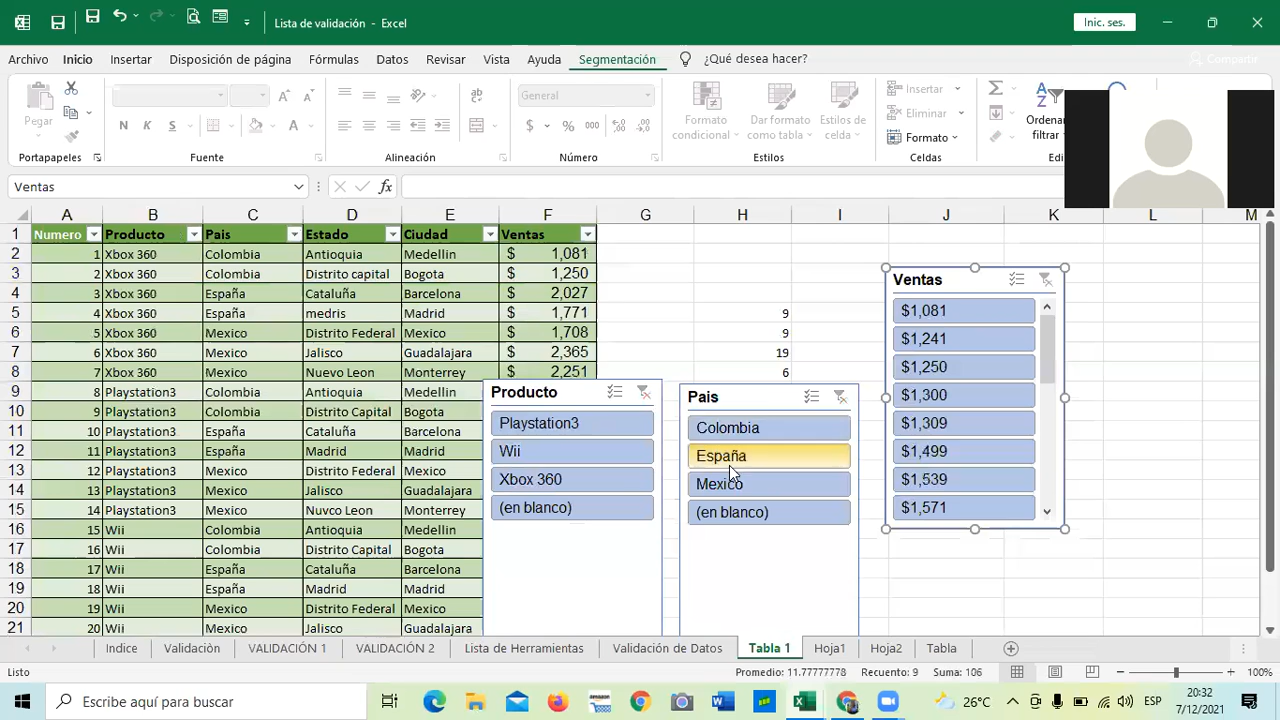 Lista de validación - Excel
Inic. ses.
Archivo Inicio Insertar Disposición de página Fórmulas Datos Revisar Vista Ayuda Segmentación ¿Qué desea hacer? Compartir
Pegar
N K S
General
$ % 000
Formato condicional
Dar formato como tabla
Estilos de celda
Insertar
Eliminar
Formato
Ordenar
filtrar
Portapapeles Fuente Alineación Número Estilos Celdas
Ventas fx
A B C D E F G H I J K L M
1 Numero Producto Pais Estado Ciudad Ventas
2 1 Xbox 360 Colombia Antioquia Medellin $ 1,081
3 2 Xbox 360 Colombia Distrito capital Bogota $ 1,250
4 3 Xbox 360 España Cataluña Barcelona $ 2,027
5 4 Xbox 360 España medris Madrid $ 1,771 9
6 5 Xbox 360 Mexico Distrito Federal Mexico $ 1,708 9
7 6 Xbox 360 Mexico Jalisco Guadalajara $ 2,365 19
8 7 Xbox 360 Mexico Nuevo Leon Monterrey $ 2,251 6
9 8 Playstation3 Colombia Antioquia Medellin
10 9 Playstation3 Colombia Distrito Capital Bogota
11 10 Playstation3 España Cataluña Barcelona
12 11 Playstation3 España Madrid Madrid
13 12 Playstation3 Mexico Distrito Federal Mexico
14 13 Playstation3 Mexico Jalisco Guadalajara
15 14 Playstation3 Mexico Nuvco Leon Monterrey
16 15 Wii Colombia Antioquia Medellin
17 16 Wii Colombia Distrito Capital Bogota
18 17 Wii España Cataluña Barcelona
19 18 Wii España Madrid Madrid
20 19 Wii Mexico Distrito Federal Mexico
21 20 Wii Mexico Jalisco Guadalajara
Producto
Playstation3
Wii
Xbox 360
(en blanco)
Pais
Colombia
España
Mexico
(en blanco)
Ventas
$1,081
$1,241
$1,250
$1,300
$1,309
$1,499
$1,539
$1,571
Indice Validaciòn VALIDACIÓN 1 VALIDACIÓN 2 Lista de Herramientas Validación de Datos Tabla 1 Hoja1 Hoja2 Tabla
Listo Promedio: 11.77777778 Recuento: 9 Suma: 106 100%
Escribe aquí para buscar 26°C ESP 20:32
7/12/2021